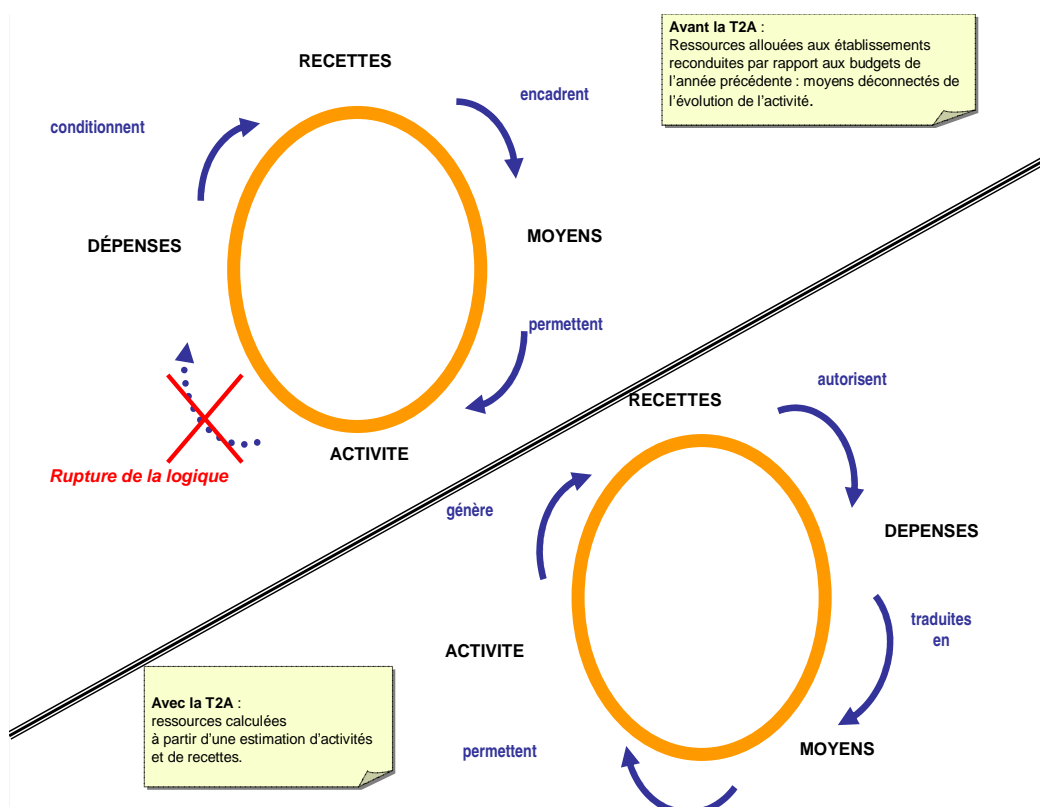 Avant la T2A :
Ressources allouées aux établissements
reconduites par rapport aux budgets de
l'année précédente : moyens déconnectés de
l'évolution de l'activité.
RECETTES
encadrent
conditionnent
DÉPENSES
MOYENS
permettent
ACTIVITE
Rupture de la logique
RECETTES
autorisent
génère
DEPENSES
traduites
en
ACTIVITE
MOYENS
permettent
Avec la T2A :
ressources calculées
à partir d'une estimation d'activités
et de recettes.